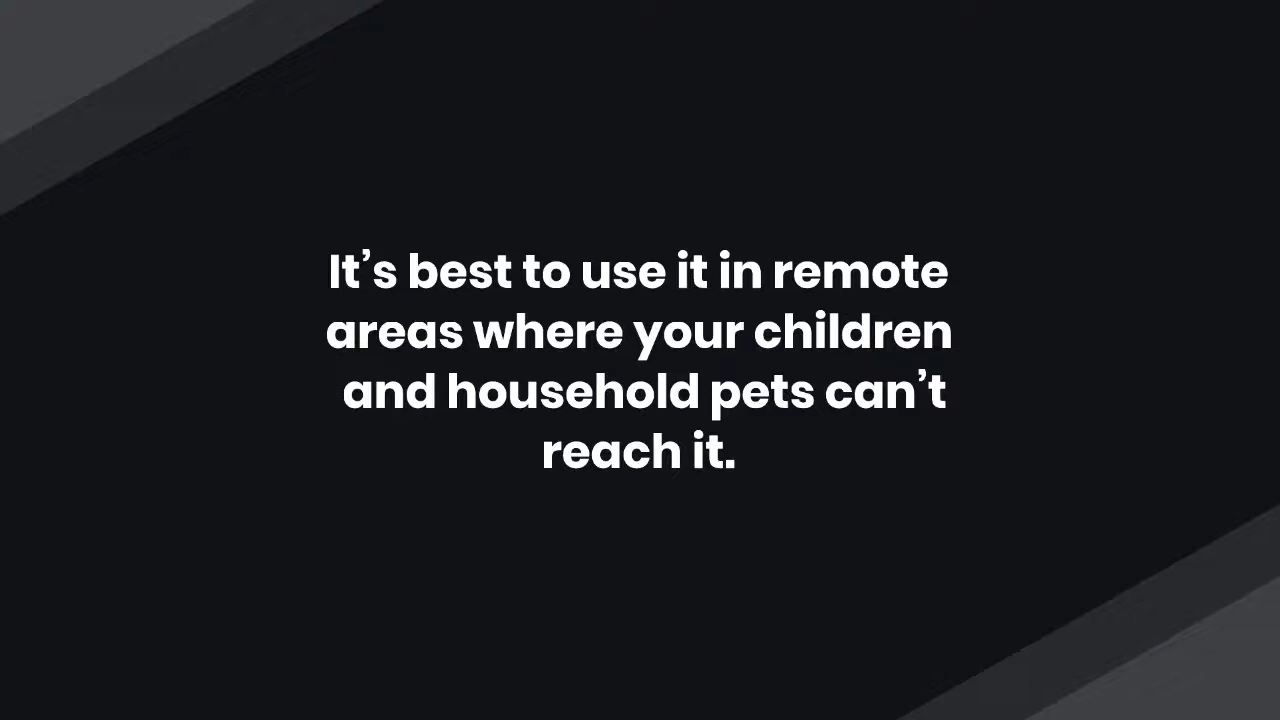 It’s best to use it in remote
areas where your children
and household pets can’t
reach it.